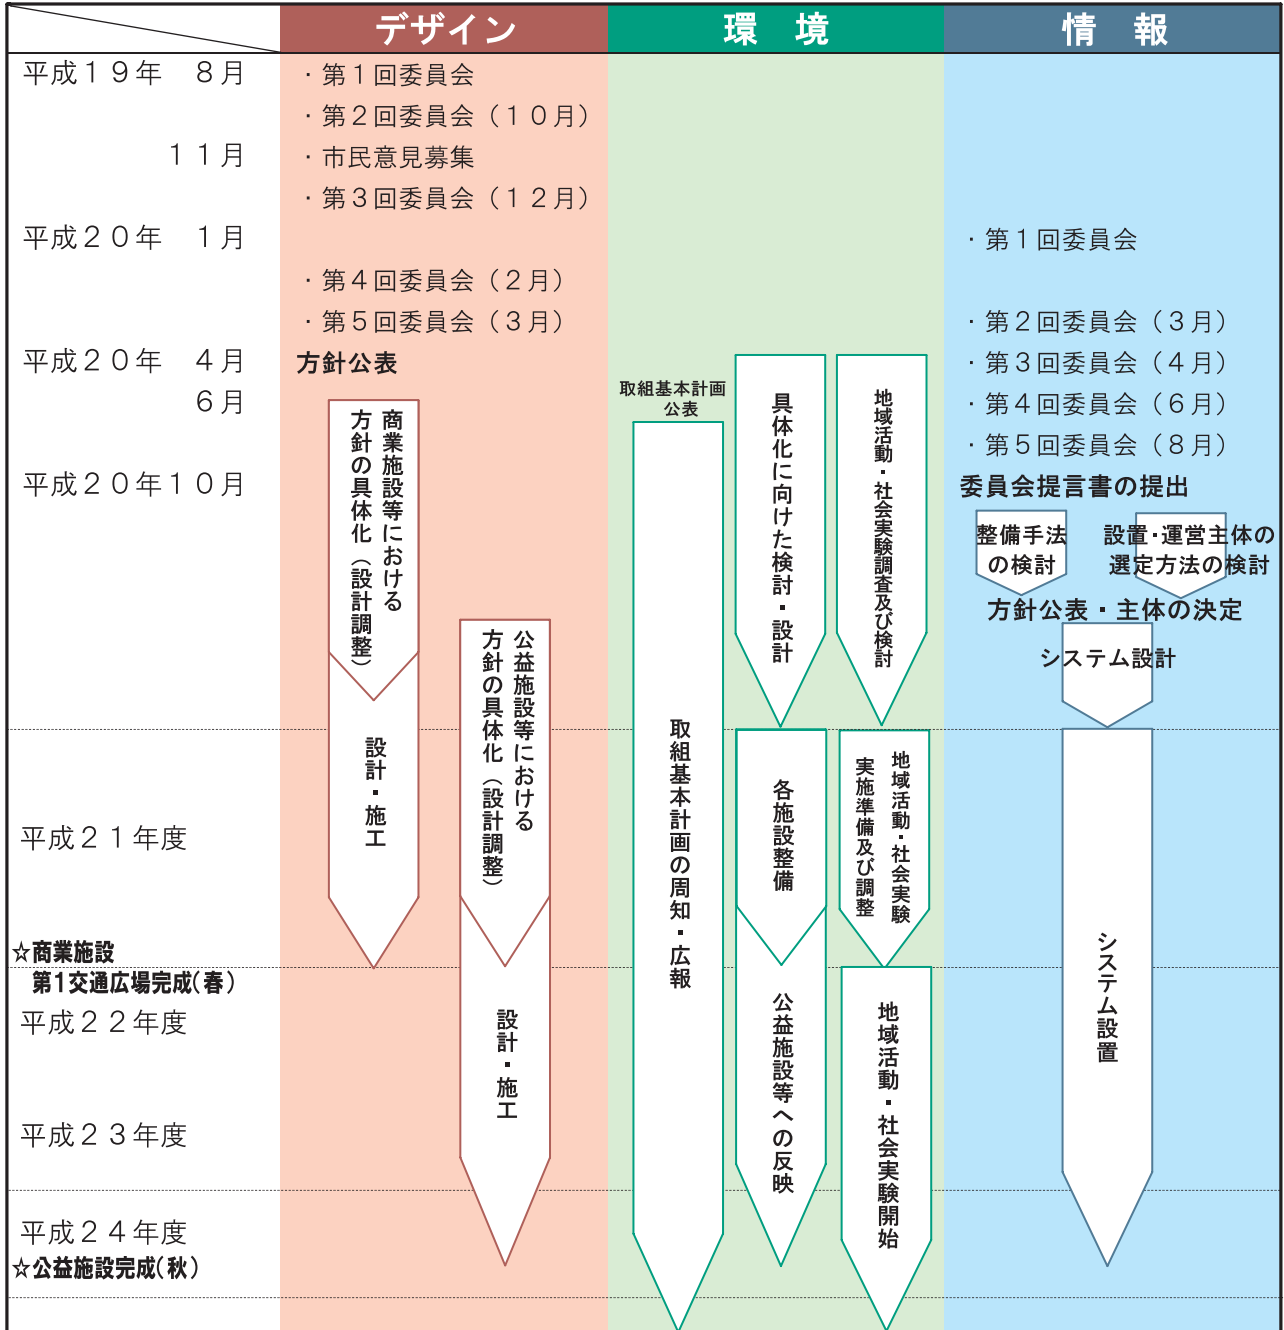 デザイン
環　境
情　報
平成１９年　８月
・第１回委員会
・第２回委員会（１０月）
１１月
・市民意見募集
・第３回委員会（１２月）
平成２０年　１月
・第１回委員会
・第４回委員会（２月）
・第５回委員会（３月）
・第２回委員会（３月）
平成２０年　４月
方針公表
・第３回委員会（４月）
６月
・第４回委員会（６月）
・第５回委員会（８月）
平成２０年１０月
委員会提言書の提出
商業施設等における
方針の具体化（設計調整）
設計・施工
公益施設等における
方針の具体化（設計調整）
設計・施工
取組基本計画
公表
取組基本計画の周知・広報
具体化に向けた検討・設計
各施設整備
公益施設等への反映
地域活動・社会実験調査及び検討
地域活動・社会実験
実施準備及び調整
地域活動・社会実験開始
整備手法
の検討
設置・運営主体の
選定方法の検討
方針公表・主体の決定
システム設計
システム設置
平成２１年度
☆商業施設
第1交通広場完成（春）
平成２２年度
平成２３年度
平成２４年度
☆公益施設完成（秋）